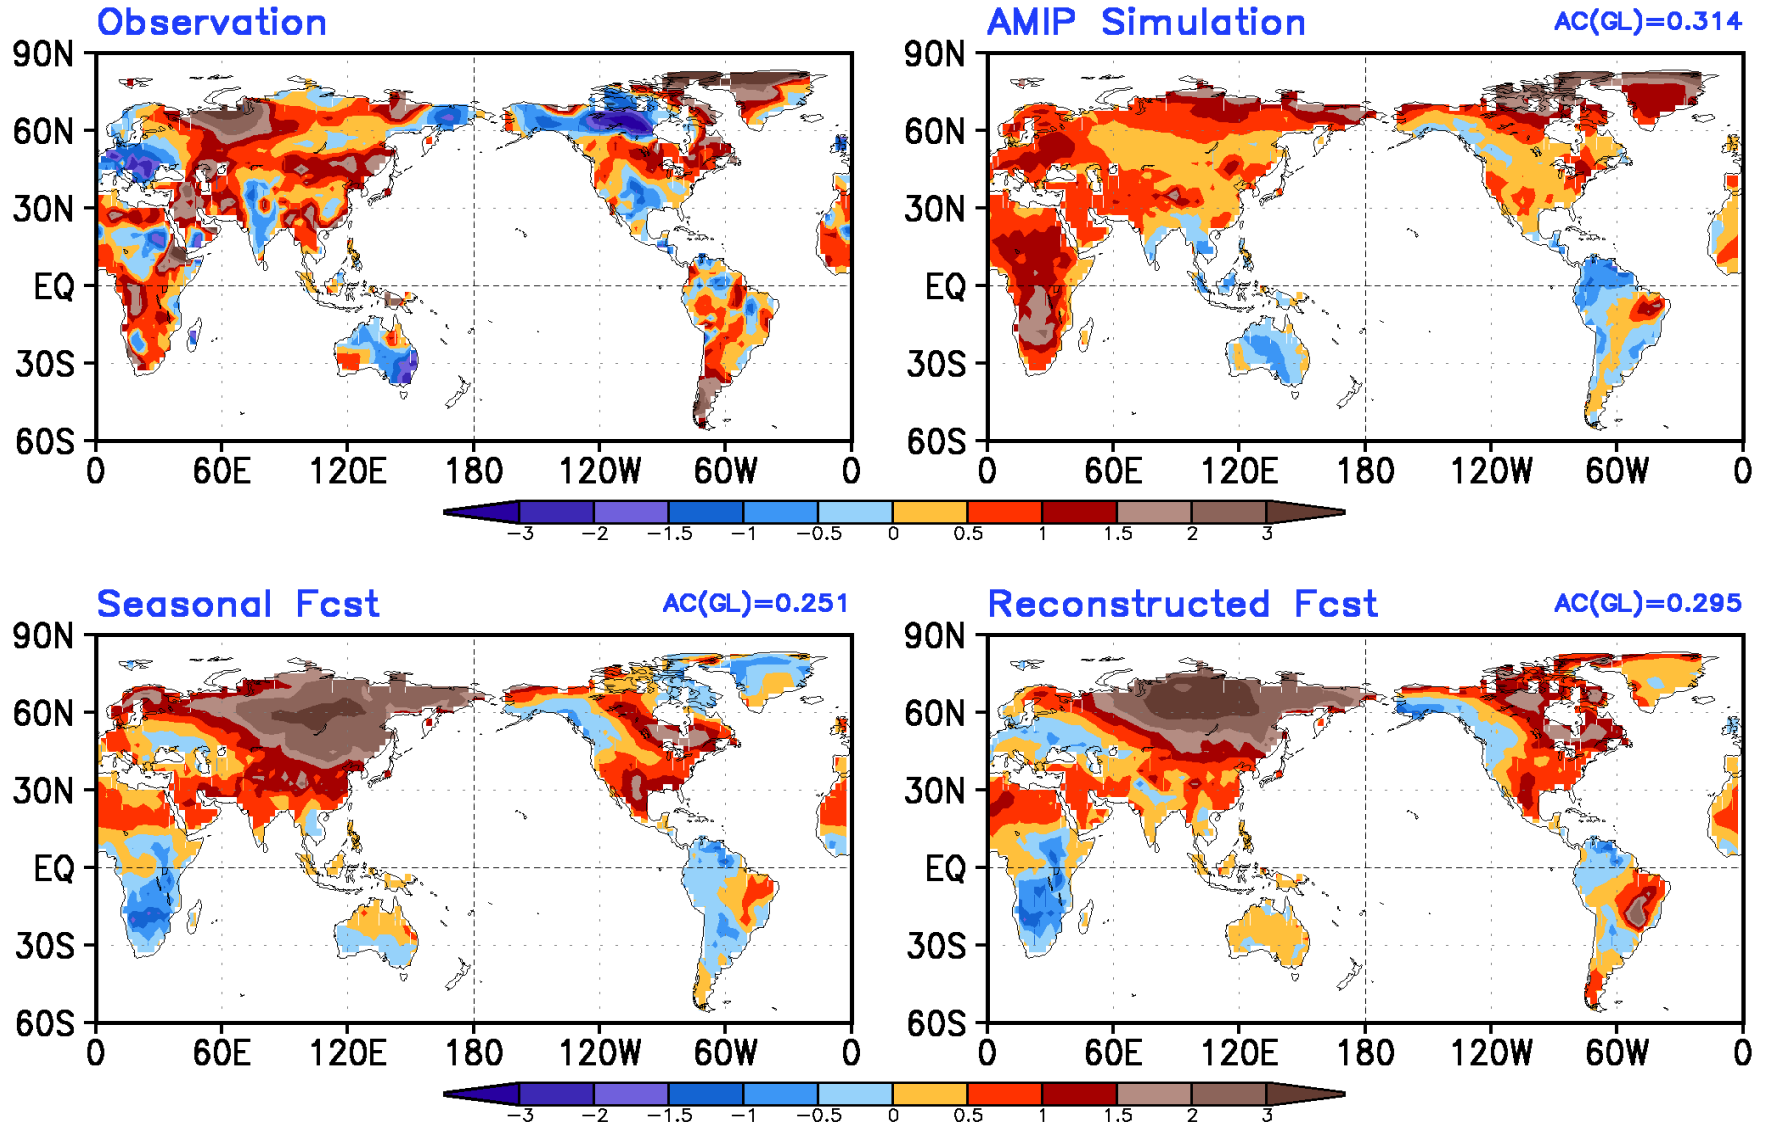 Observation
AMIP Simulation AC(GL)=0.314
90N 60N 30N EQ 30S 60S
0 60E 120E 180 120W 60W 0
90N 60N 30N EQ 30S 60S
0 60E 120E 180 120W 60W 0
-3 -2 -1.5 -1 -0.5 0 0.5 1 1.5 2 3
Seasonal Fcst AC(GL)=0.251
Reconstructed Fcst AC(GL)=0.295
90N 60N 30N EQ 30S 60S
0 60E 120E 180 120W 60W 0
90N 60N 30N EQ 30S 60S
0 60E 120E 180 120W 60W 0
-3 -2 -1.5 -1 -0.5 0 0.5 1 1.5 2 3